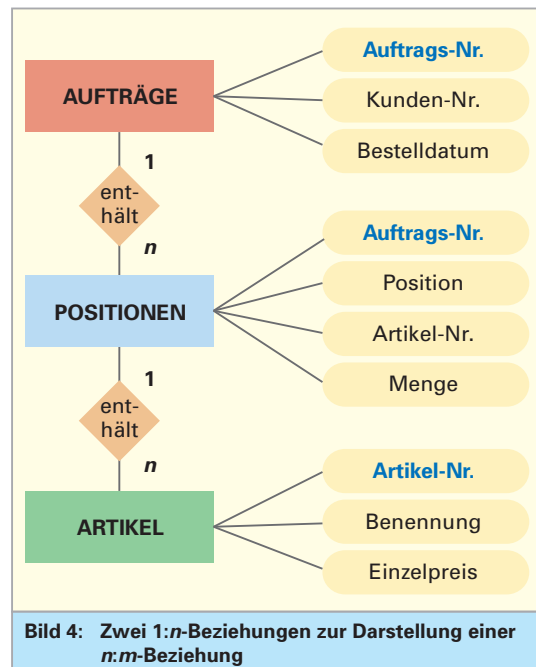 AUFTRÄGE
Auftrags-Nr.
Kunden-Nr.
Bestelldatum
1
ent-
hält
n
POSITIONEN
Auftrags-Nr.
Position
Artikel-Nr.
Menge
1
ent-
hält
n
ARTIKEL
Artikel-Nr.
Benennung
Einzelpreis
Bild 4: Zwei 1:n-Beziehungen zur Darstellung einer
n:m-Beziehung